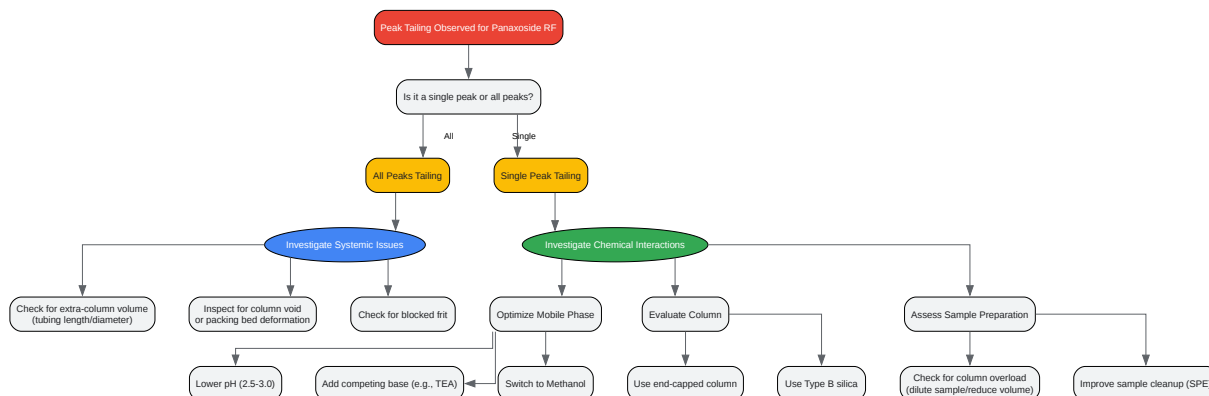 Peak Tailing Observed for Panaxoside RF
Is it a single peak or all peaks?
All
Single
All Peaks Tailing
Single Peak Tailing
Investigate Systemic Issues
Investigate Chemical Interactions
Check for extra-column volume
(tubing length/diameter)
Inspect for column void
or packing bed deformation
Check for blocked frit
Optimize Mobile Phase
Evaluate Column
Assess Sample Preparation
Lower pH (2.5-3.0)
Add competing base (e.g., TEA)
Switch to Methanol
Use end-capped column
Use Type B silica
Check for column overload
(dilute sample/reduce volume)
Improve sample cleanup (SPE)